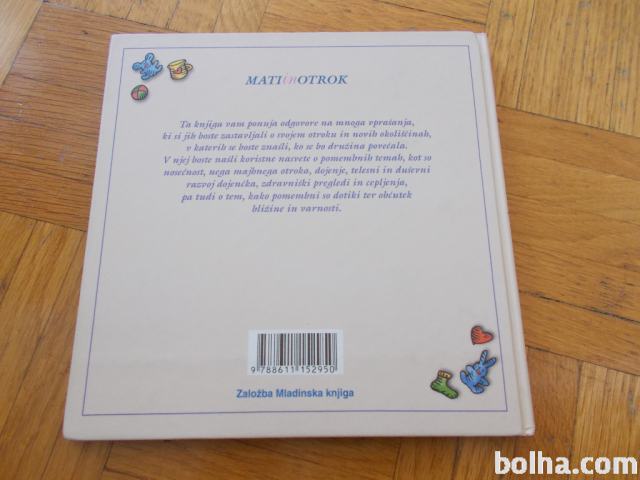 MATI in OTROK
Ta knjiga vam ponuja odgovore na mnoga vprašanja,
ki si jih boste zastavljali o svojem otroku in novih okoliščinah,
v katerih se boste znašli, ko se bo družina povečala.
V njej boste našli koristne nasvete o pomembnih temah, kot so
nosečnost, nega majhnega otroka, dojenje, telesni in duševni
razvoj dojenčka, zdravniški pregledi in cepljenja,
pa tudi o tem, kako pomembni so dotiki ter občutek
bližine in varnosti.
9 788611 152950
Založba Mladinska knjiga
bolha.com